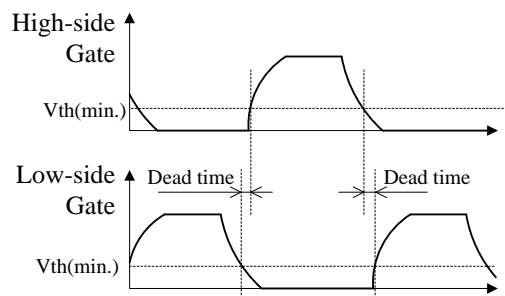 High-side
Gate
Vth(min.)
Low-side
Gate
Dead time
Dead time
Vth(min.)